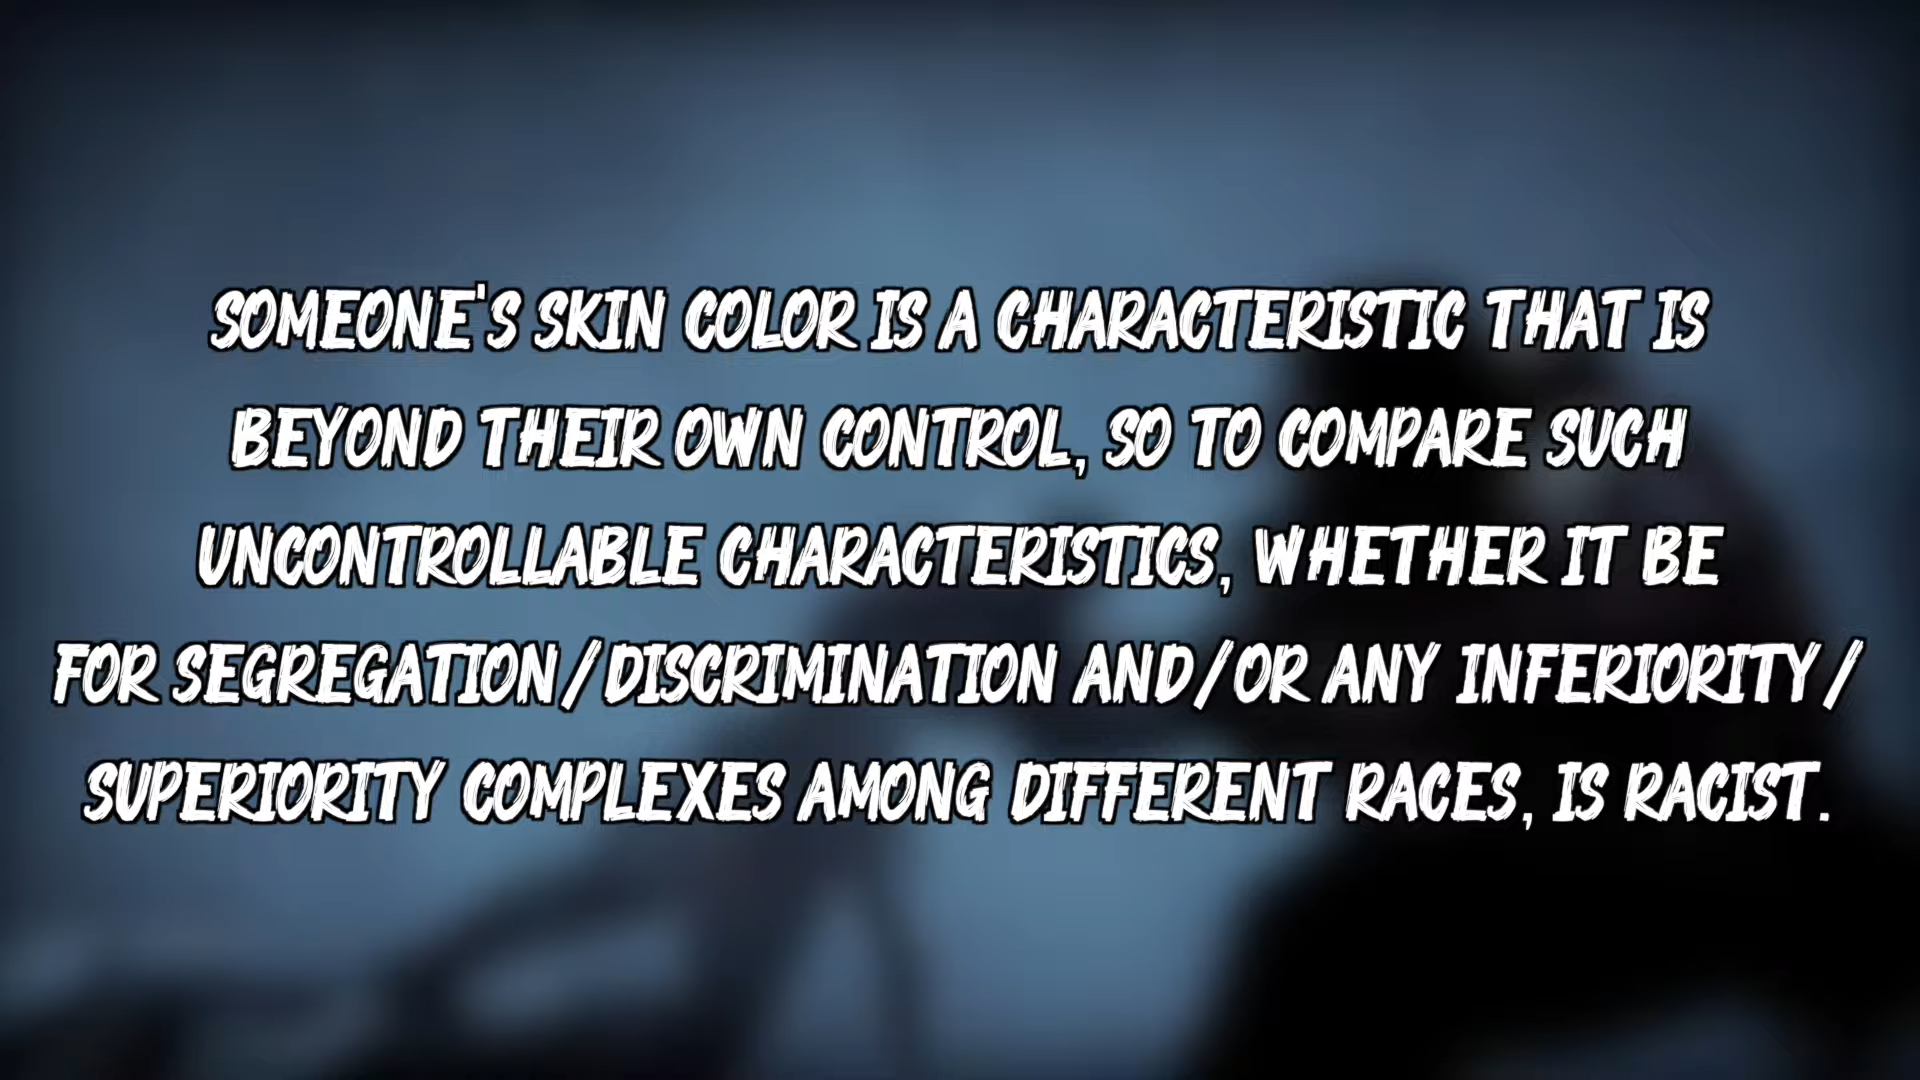 SOMEONE'S SKIN COLOR IS A CHARACTERISTIC THAT IS
BEYOND THEIR OWN CONTROL, SO TO COMPARE SUCH
UNCONTROLLABLE CHARACTERISTICS, WHETHER IT BE
FOR SEGREGATION/DISCRIMINATION AND/OR ANY INFERIORITY/
SUPERIORITY COMPLEXES AMONG DIFFERENT RACES, IS RACIST.